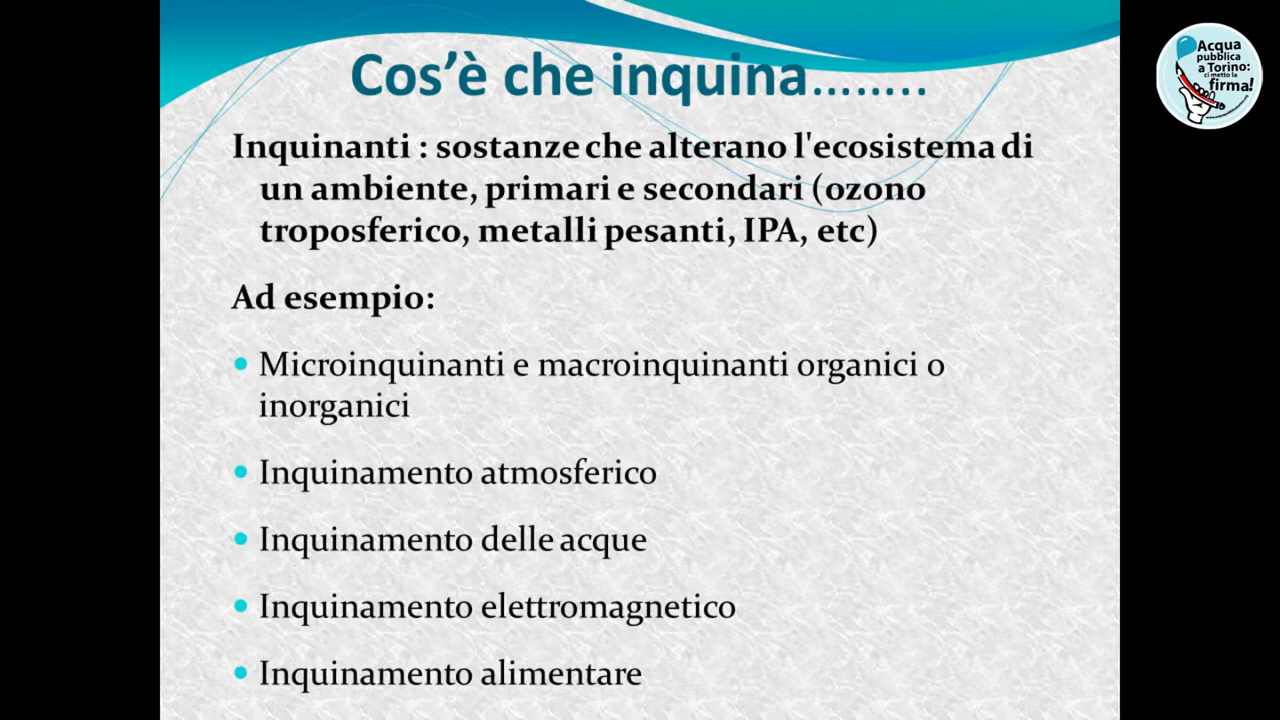 Cos’è che inquina……..
Inquinanti : sostanze che alterano l'ecosistema di
un ambiente, primari e secondari (ozono
troposferico, metalli pesanti, IPA, etc)
Ad esempio:
Microinquinanti e macroinquinanti organici o
inorganici
Inquinamento atmosferico
Inquinamento delle acque
Inquinamento elettromagnetico
Inquinamento alimentare
Acqua
pubblica
a Torino:
ci metto la
firma!